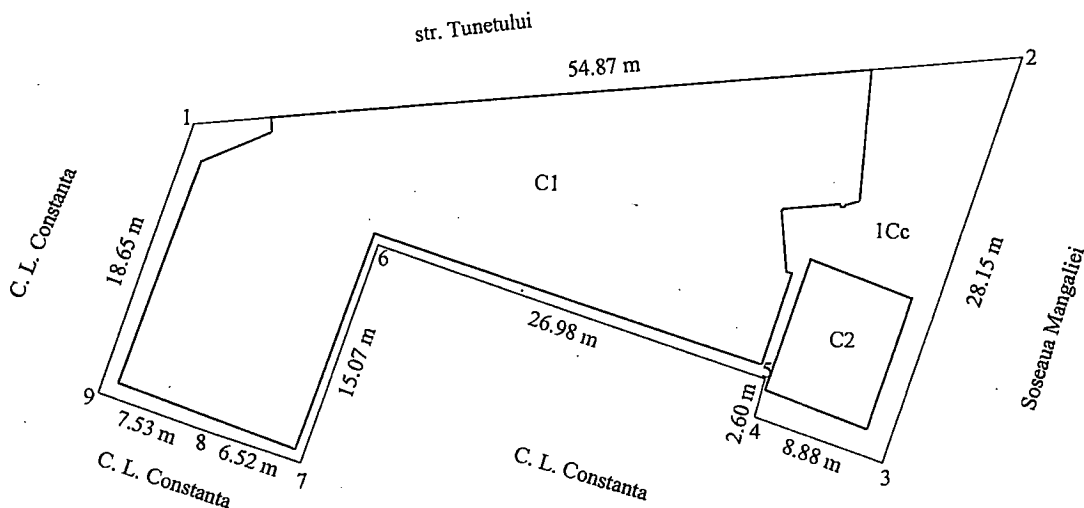 str. Tunetului
54.87 m
2
1
C1
C. L. Constanta
18.65 m
1Cc
6
28.15 m
Soseaua Mangaliei
26.98 m
C2
15.07 m
5
9
7.53 m
8
6.52 m
7
2.60 m
4
8.88 m
3
C. L. Constanta
C. L. Constanta